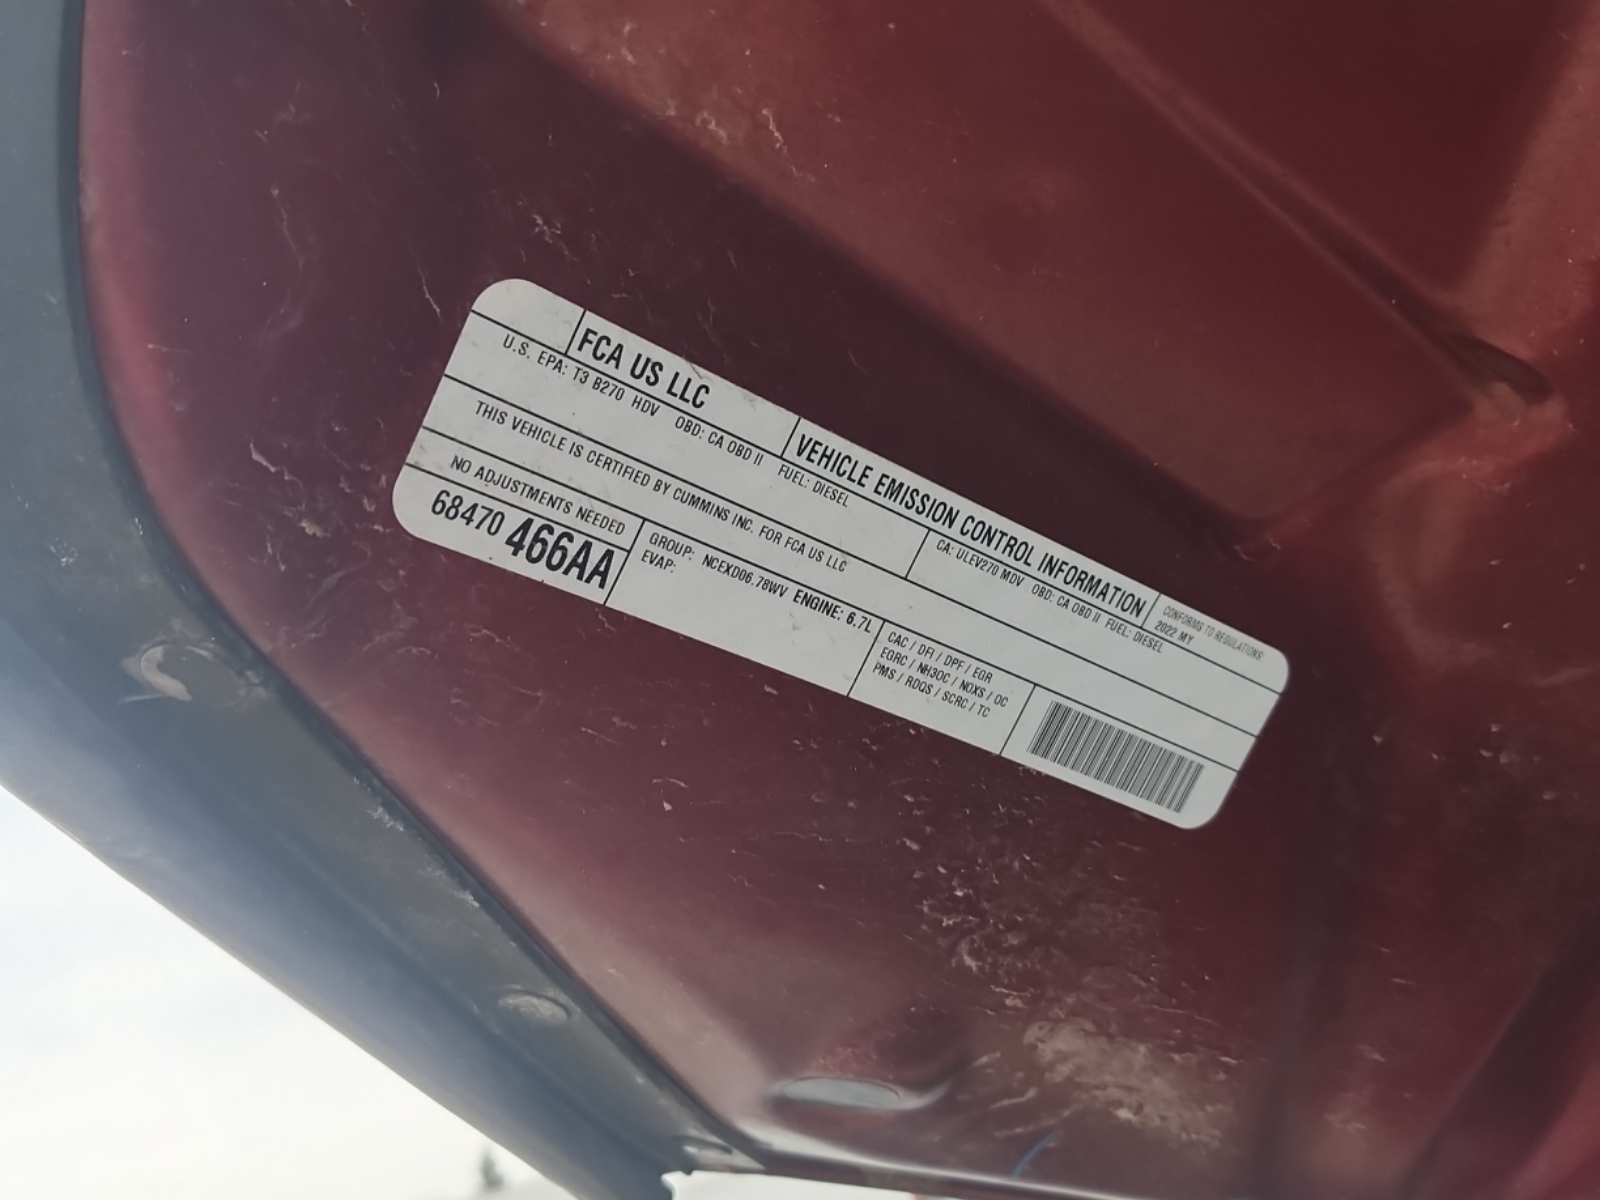 FCA US LLC
VEHICLE EMISSION CONTROL INFORMATION
CONFORMS TO REGULATIONS:
2022 MY
U.S. EPA: T3 B270 HDV OBD: CA OBD II FUEL: DIESEL
CA: ULEV270 MDV OBD: CA OBD II FUEL: DIESEL
THIS VEHICLE IS CERTIFIED BY CUMMINS INC. FOR FCA US LLC
NO ADJUSTMENTS NEEDED
68470 466AA
GROUP: NCEXD06.78WV ENGINE: 6.7L
EVAP:
CAC / DFI / DPF / EGR
EGRC / NH3OC / NOXS / OC
PMS / RDQS / SCRC / TC